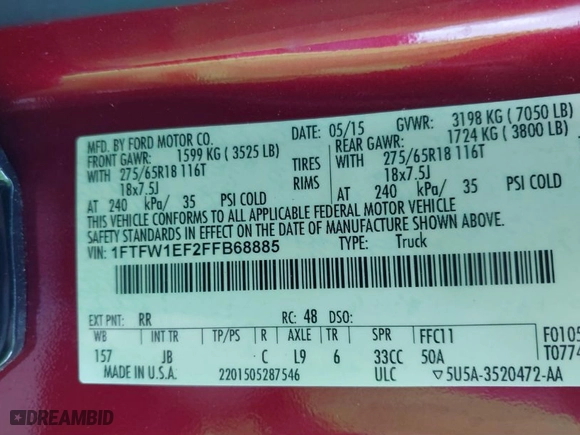 MFD. BY FORD MOTOR CO. DATE: 05/15 GVWR: 3198 KG ( 7050 LB)
FRONT GAWR: 1599 KG ( 3525 LB) REAR GAWR: 1724 KG ( 3800 LB)
WITH 275/65R18 116T TIRES WITH 275/65R18 116T
18x7.5J RIMS 18x7.5J
AT 240 kPa/ 35 PSI COLD AT 240 kPa/ 35 PSI COLD
THIS VEHICLE CONFORMS TO ALL APPLICABLE FEDERAL MOTOR VEHICLE
SAFETY STANDARDS IN EFFECT ON THE DATE OF MANUFACTURE SHOWN ABOVE.
VIN: 1FTFW1EF2FFB68885 TYPE: Truck
EXT PNT: RR RC: 48 DSO:
WB INT TR TP/PS R AXLE TR SPR FFC11 F0105
157 JB C L9 6 33CC 50A T0774
MADE IN U.S.A. 2201505287546 ULC ▽5U5A-3520472-AA
DREAMBID